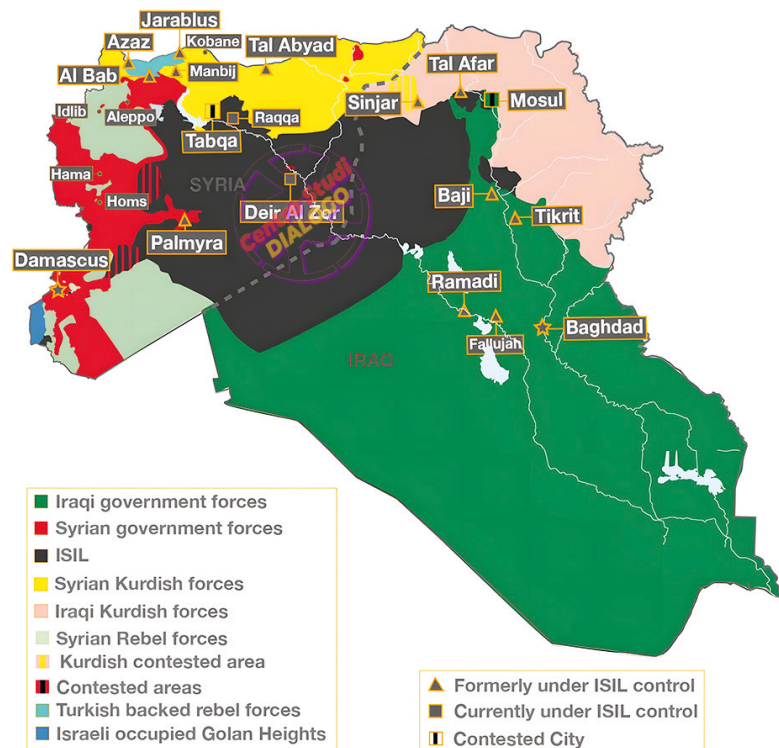 Jarablus
Azaz
Kobane
Tal Abyad
Al Bab
Manbij
Tal Afar
Idlib
Aleppo
Sinjar
Mosul
Tabqa
Raqqa
Hama
SYRIA
Homs
Deir Al Zor
Centro Studi
DIALOGO
Baji
Tikrit
Palmyra
Damascus
Ramadi
Fallujah
Baghdad
IRAQ
Iraqi government forces
Syrian government forces
ISIL
Syrian Kurdish forces
Iraqi Kurdish forces
Syrian Rebel forces
Kurdish contested area
Contested areas
Turkish backed rebel forces
Israeli occupied Golan Heights
Formerly under ISIL control
Currently under ISIL control
Contested City